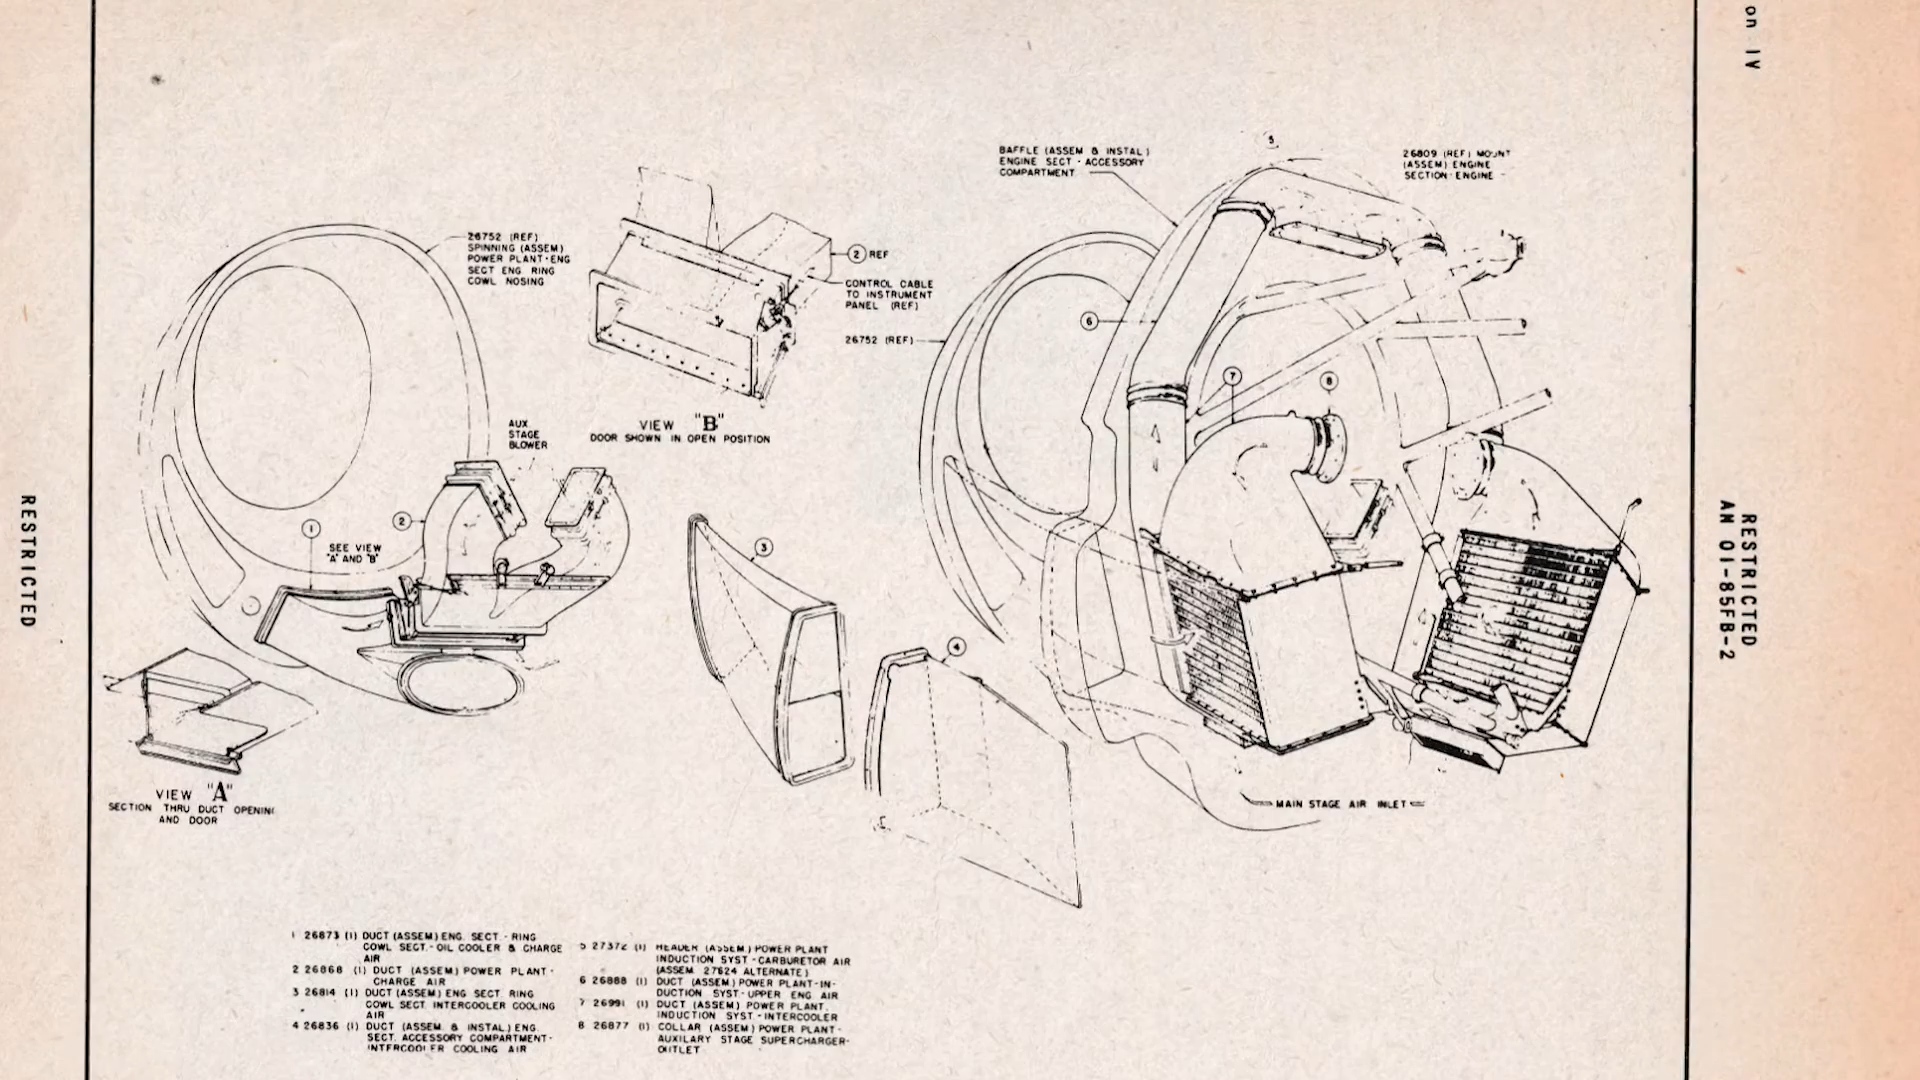 on IV
RESTRICTED
RESTRICTED
AN 01-85FB-2
26752 (REF)
SPINNING (ASSEM)
POWER PLANT-ENG
SECT ENG RING
COWL NOSING
2 REF
CONTROL CABLE
TO INSTRUMENT
PANEL (REF)
VIEW "B"
DOOR SHOWN IN OPEN POSITION
AUX
STAGE
BLOWER
1
2
SEE VIEW
"A" AND "B"
VIEW "A"
SECTION THRU DUCT OPENING
AND DOOR
3
4
BAFFLE (ASSEM & INSTAL)
ENGINE SECT - ACCESSORY
COMPARTMENT
5
26809 (REF) MOUNT
(ASSEM) ENGINE
SECTION-ENGINE
26752 (REF)
6
7
8
MAIN STAGE AIR INLET
1 26873 (1) DUCT (ASSEM) ENG. SECT.- RING
COWL SECT.- OIL COOLER & CHARGE
AIR
2 26868 (1) DUCT (ASSEM) POWER PLANT-
CHARGE AIR
3 26814 (1) DUCT (ASSEM) ENG SECT. RING
COWL SECT. INTERCOOLER COOLING
AIR
4 26836 (1) DUCT (ASSEM. & INSTAL) ENG.
SECT. ACCESSORY COMPARTMENT-
INTERCOOLER COOLING AIR
5 27372 (1) HEADER (ASSEM) POWER PLANT
INDUCTION SYST-CARBURETOR AIR
(ASSEM. 27624 ALTERNATE)
6 26888 (1) DUCT (ASSEM) POWER PLANT-IN-
DUCTION SYST-UPPER ENG AIR
7 26991 (1) DUCT (ASSEM) POWER PLANT.
INDUCTION SYST-INTERCOOLER
8 26877 (1) COLLAR (ASSEM) POWER PLANT-
AUXILARY STAGE SUPERCHARGER-
OUTLET